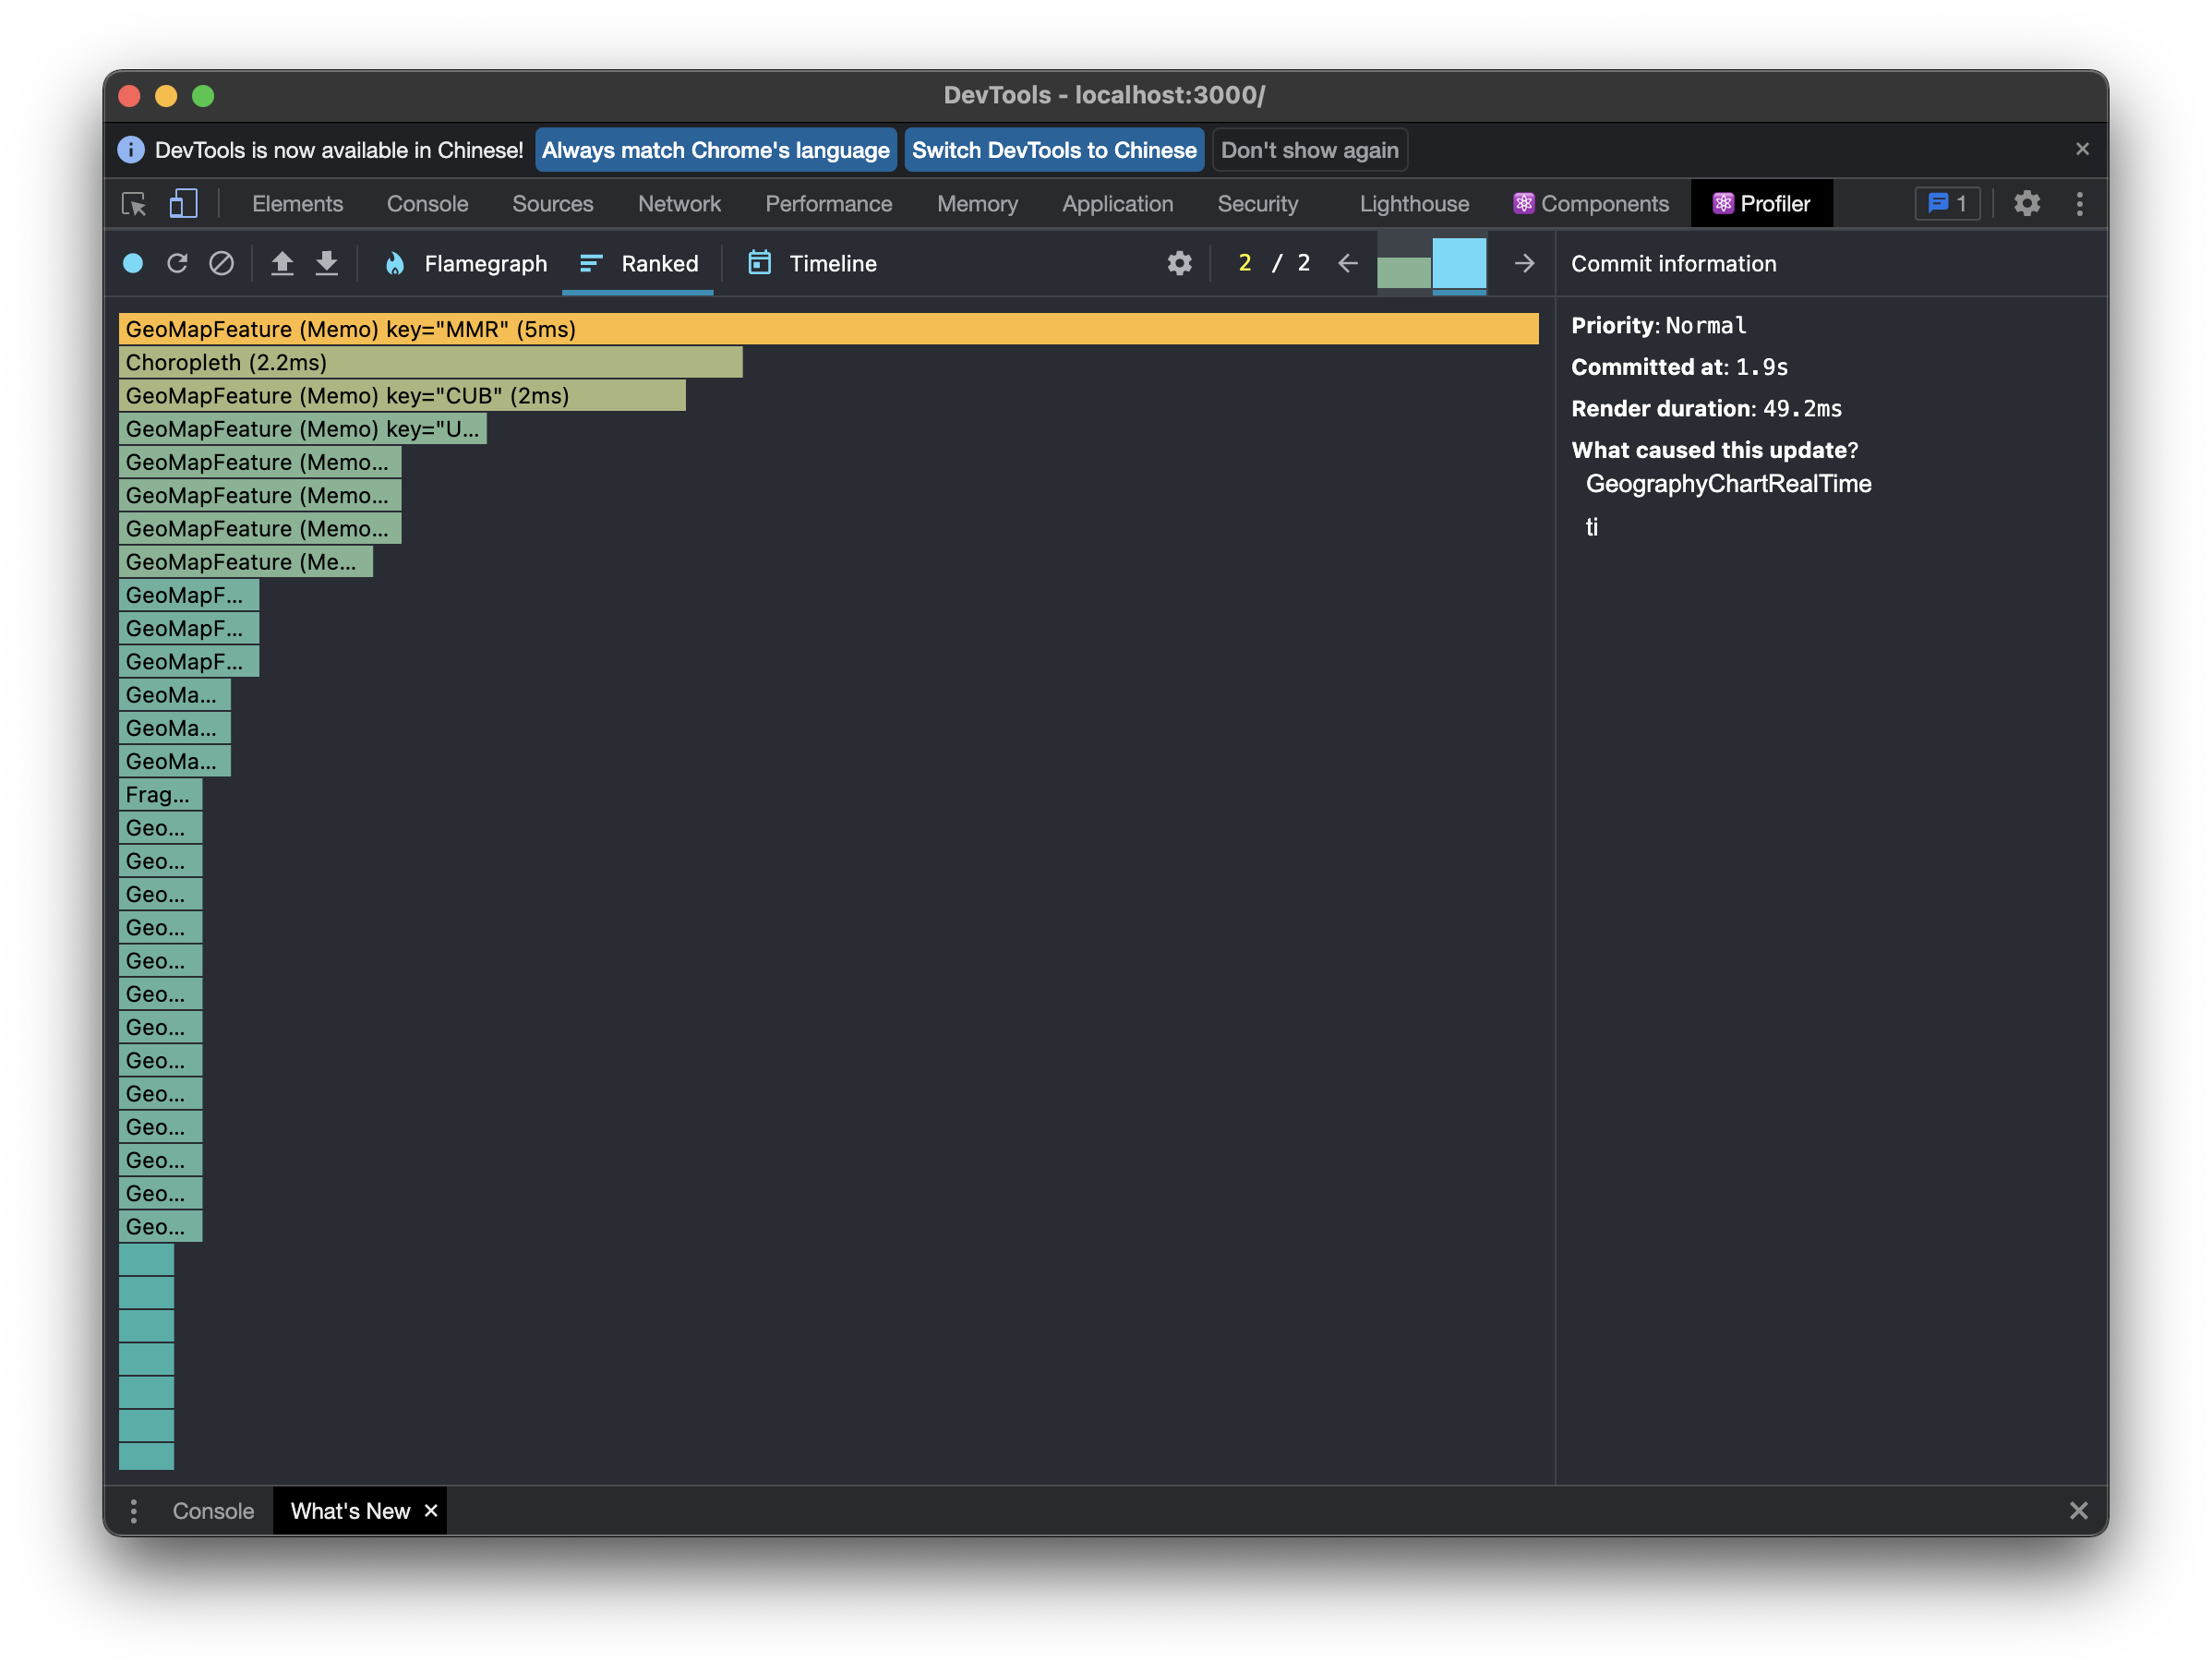 DevTools - localhost:3000/
DevTools is now available in Chinese! Always match Chrome's language Switch DevTools to Chinese Don't show again
Elements Console Sources Network Performance Memory Application Security Lighthouse Components Profiler 1
Flamegraph Ranked Timeline 2 / 2 Commit information
GeoMapFeature (Memo) key="MMR" (5ms)
Choropleth (2.2ms)
GeoMapFeature (Memo) key="CUB" (2ms)
GeoMapFeature (Memo) key="U...
GeoMapFeature (Memo...
GeoMapFeature (Memo...
GeoMapFeature (Memo...
GeoMapFeature (Me...
GeoMapF...
GeoMapF...
GeoMapF...
GeoMa...
GeoMa...
GeoMa...
Frag...
Geo...
Geo...
Geo...
Geo...
Geo...
Geo...
Geo...
Geo...
Geo...
Geo...
Geo...
Geo...
Geo...
Priority: Normal
Committed at: 1.9s
Render duration: 49.2ms
What caused this update?
GeographyChartRealTime
ti
Console What's New